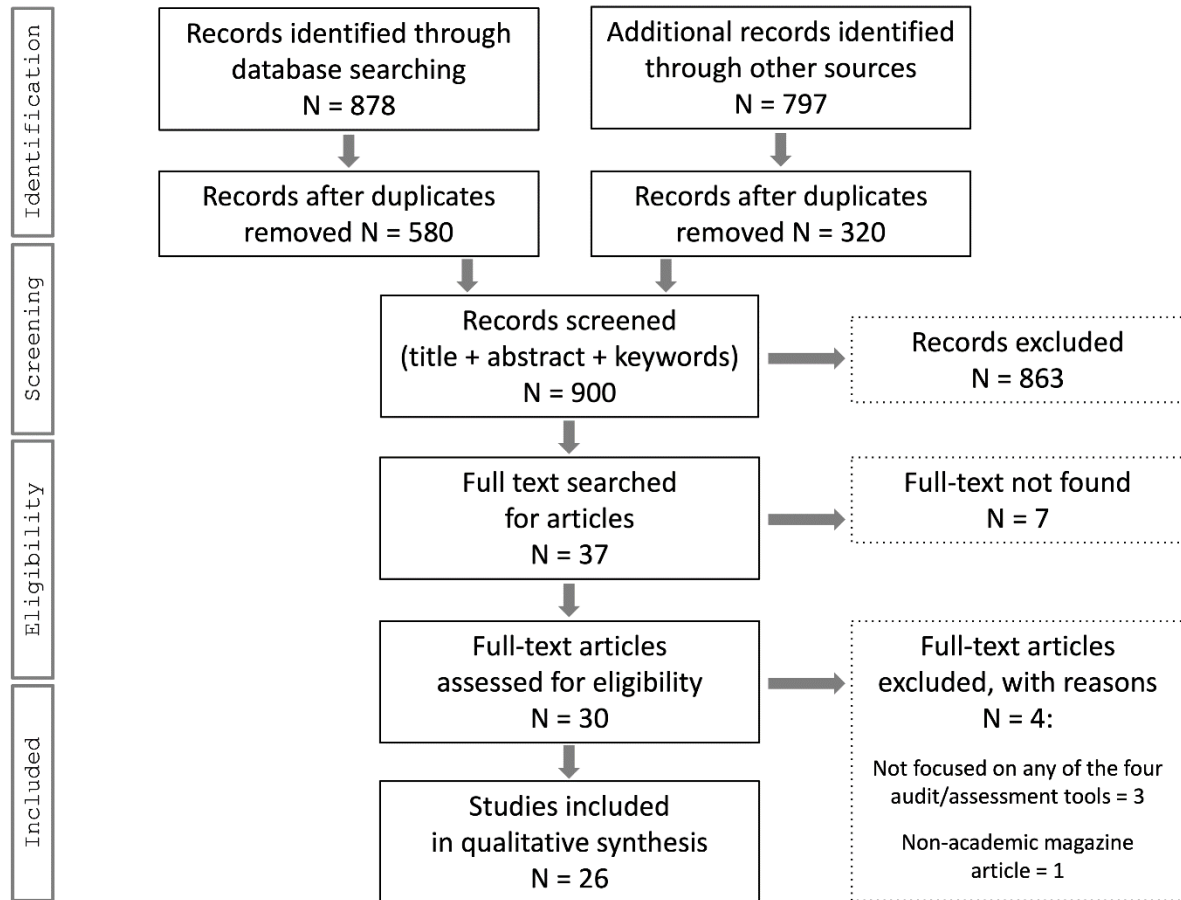 Identification
Records identified through
database searching
N = 878
Additional records identified
through other sources
N = 797
Records after duplicates
removed N = 580
Records after duplicates
removed N = 320
Screening
Records screened
(title + abstract + keywords)
N = 900
Records excluded
N = 863
Eligibility
Full text searched
for articles
N = 37
Full-text not found
N = 7
Full-text articles
assessed for eligibility
N = 30
Full-text articles
excluded, with reasons
N = 4:
Not focused on any of the four
audit/assessment tools = 3
Non-academic magazine
article = 1
Included
Studies included
in qualitative synthesis
N = 26